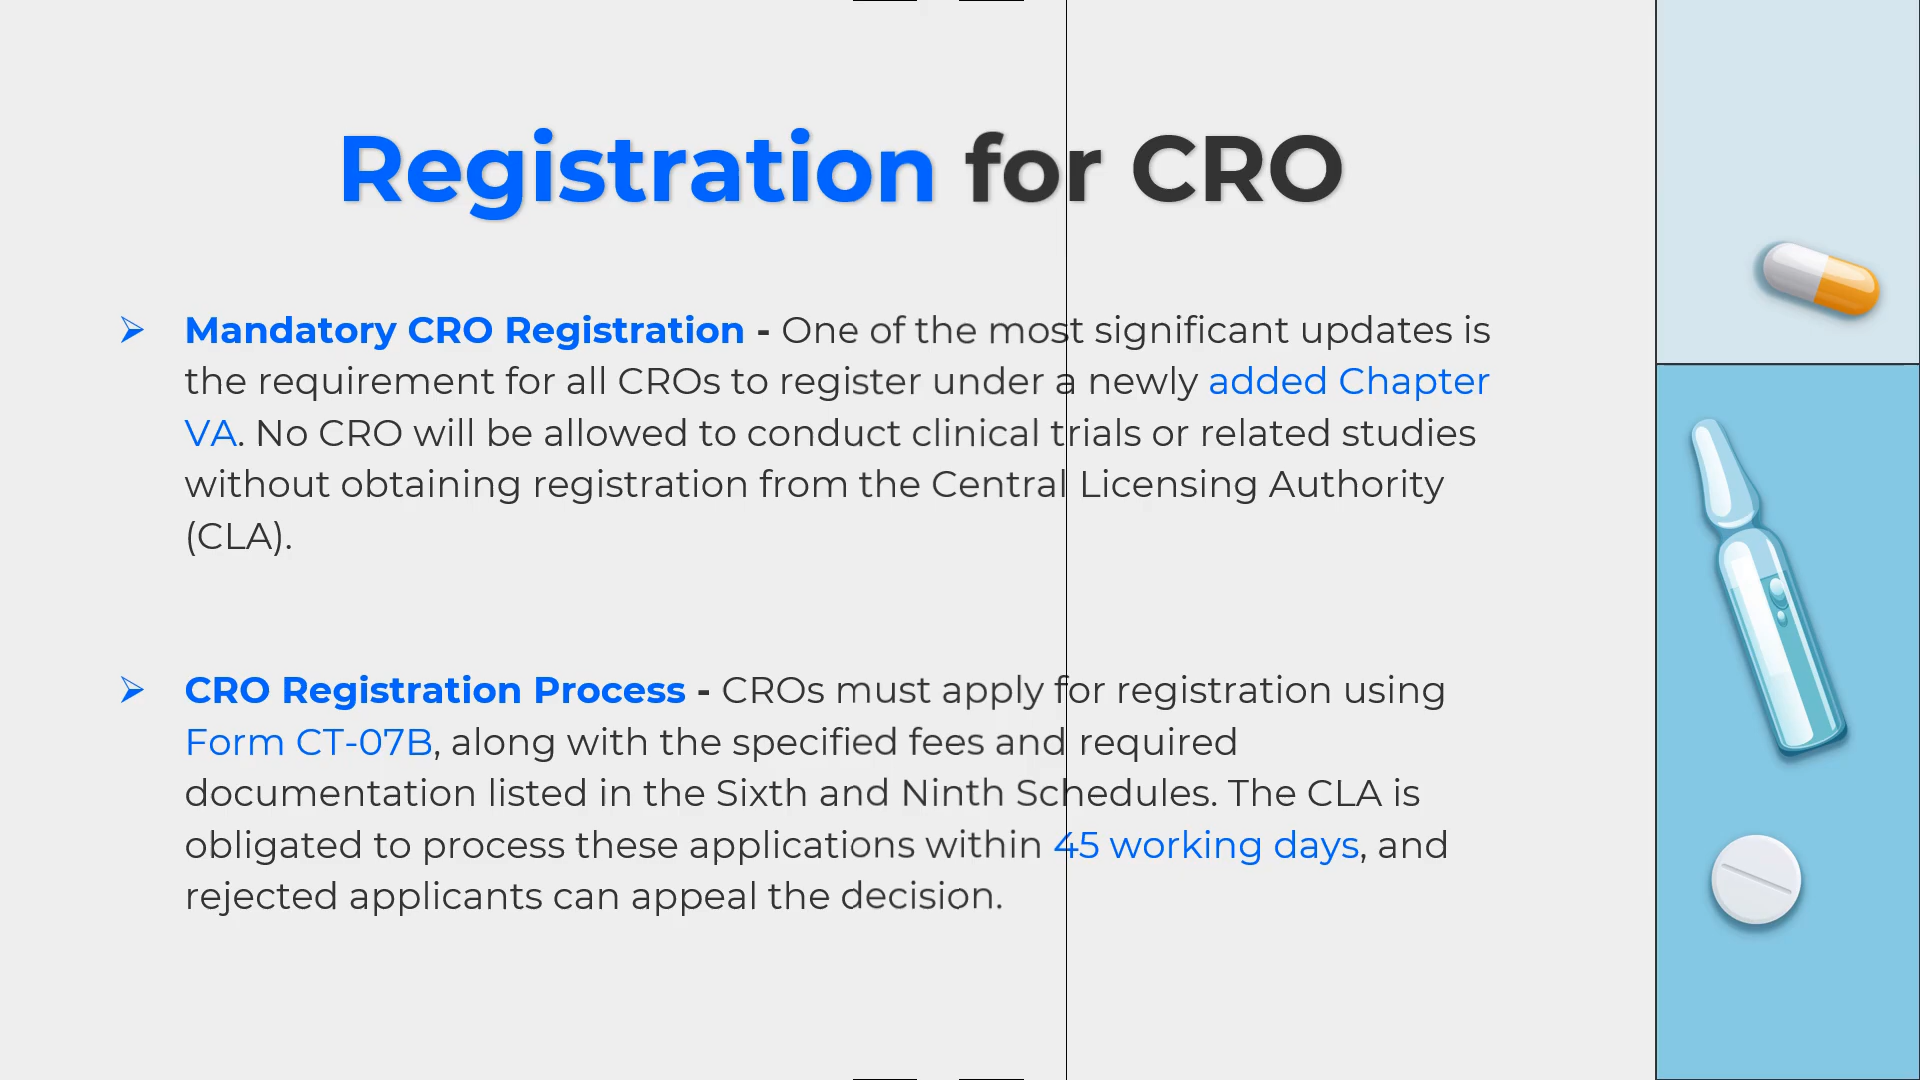 Registration for CRO
➢ Mandatory CRO Registration - One of the most significant updates is
the requirement for all CROs to register under a newly added Chapter
VA. No CRO will be allowed to conduct clinical trials or related studies
without obtaining registration from the Central Licensing Authority
(CLA).
➢ CRO Registration Process - CROs must apply for registration using
Form CT-07B, along with the specified fees and required
documentation listed in the Sixth and Ninth Schedules. The CLA is
obligated to process these applications within 45 working days, and
rejected applicants can appeal the decision.